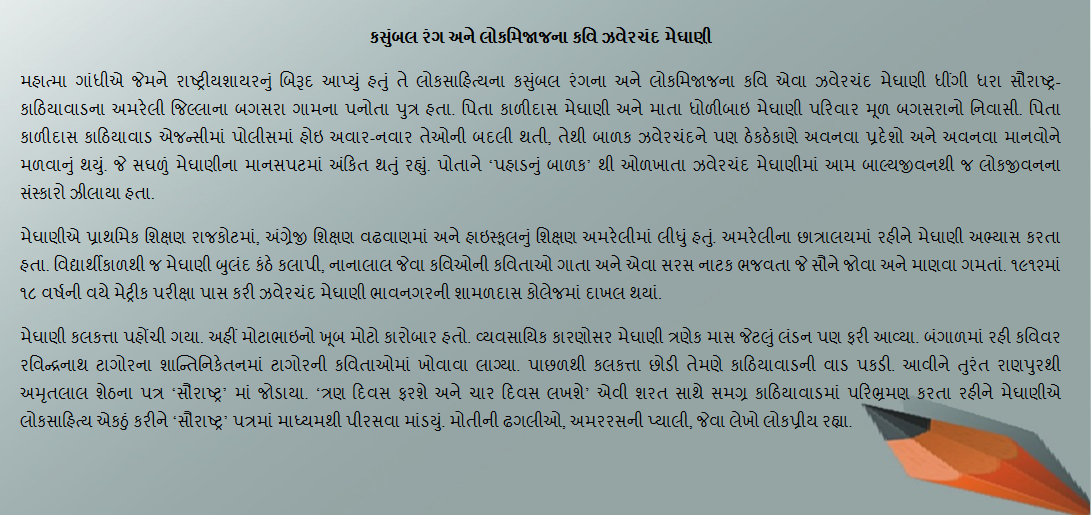 કસુંબલ રંગ અને લોકમિજાજના કવિ ઝવેરચંદ મેઘાણી
મહાત્મા ગાંધીએ જેમને રાષ્ટ્રીયશાયરનું બિરૂદ આપ્યું હતું તે લોકસાહિત્યના કસુંબલ રંગના અને લોકમિજાજના કવિ એવા ઝવેરચંદ મેઘાણી ધીંગી ધરા સૌરાષ્ટ્ર-
કાઠિયાવાડના અમરેલી જિલ્લાના બગસરા ગામના પનોતા પુત્ર હતા. પિતા કાળીદાસ મેઘાણી અને માતા ધોળીબાઇ મેઘાણી પરિવાર મૂળ બગસરાનો નિવાસી. પિતા
કાળીદાસ કાઠિયાવાડ એજન્સીમાં પોલીસમાં હોઇ અવાર-નવાર તેઓની બદલી થતી, તેથી બાળક ઝવેરચંદને પણ ઠેકઠેકાણે અવનવા પ્રદેશો અને અવનવા માનવોને
મળવાનું થયું. જે સઘળું મેઘાણીના માનસપટમાં અંકિત થતું રહ્યું. પોતાને ‘પહાડનું બાળક’ થી ઓળખાતા ઝવેરચંદ મેઘાણીમાં આમ બાલ્યજીવનથી જ લોકજીવનના
સંસ્કારો ઝીલાયા હતા.
મેઘાણીએ પ્રાથમિક શિક્ષણ રાજકોટમાં, અંગ્રેજી શિક્ષણ વઢવાણમાં અને હાઇસ્કૂલનું શિક્ષણ અમરેલીમાં લીધું હતું. અમરેલીના છાત્રાલયમાં રહીને મેઘાણી અભ્યાસ કરતા
હતા. વિદ્યાર્થીકાળથી જ મેઘાણી બુલંદ કંઠે કલાપી, નાનાલાલ જેવા કવિઓની કવિતાઓ ગાતા અને એવા સરસ નાટક ભજવતા જે સૌને જોવા અને માણવા ગમતાં. ૧૯૧૨માં
૧૮ વર્ષની વયે મેટ્રીક પરીક્ષા પાસ કરી ઝવેરચંદ મેઘાણી ભાવનગરની શામળદાસ કોલેજમાં દાખલ થયાં.
મેઘાણી કલકત્તા પહોંચી ગયા. અહીં મોટાભાઇનો ખૂબ મોટો કારોબાર હતો. વ્યવસાયિક કારણોસર મેઘાણી ત્રણેક માસ જેટલું લંડન પણ ફરી આવ્યા. બંગાળમાં રહી કવિવર
રવિન્દ્રનાથ ટાગોરના શાન્તિનિકેતનમાં ટાગોરની કવિતાઓમાં ખોવાવા લાગ્યા. પાછળથી કલકત્તા છોડી તેમણે કાઠિયાવાડની વાડ પકડી. આવીને તુરંત રાણપુરથી
અમૃતલાલ શેઠના પત્ર ‘સૌરાષ્ટ્ર’ માં જોડાયા. ‘ત્રણ દિવસ ફરશે અને ચાર દિવસ લખશે’ એવી શરત સાથે સમગ્ર કાઠિયાવાડમાં પરિભ્રમણ કરતા રહીને મેઘાણીએ
લોકસાહિત્ય એકઠું કરીને ‘સૌરાષ્ટ્ર’ પત્રમાં માધ્યમથી પીરસવા માંડયું. મોતીની ઢગલીઓ, અમરરસની પ્યાલી, જેવા લેખો લોકપ્રીય રહ્યા.